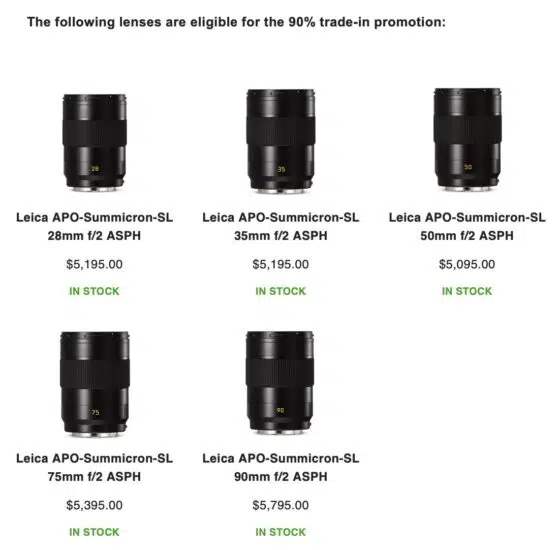 The following lenses are eligible for the 90% trade-in promotion:
28
35
50
Leica APO-Summicron-SL
28mm f/2 ASPH
$5,195.00
IN STOCK
Leica APO-Summicron-SL
35mm f/2 ASPH
$5,195.00
IN STOCK
Leica APO-Summicron-SL
50mm f/2 ASPH
$5,095.00
IN STOCK
75
90
Leica APO-Summicron-SL
75mm f/2 ASPH
$5,395.00
IN STOCK
Leica APO-Summicron-SL
90mm f/2 ASPH
$5,795.00
IN STOCK